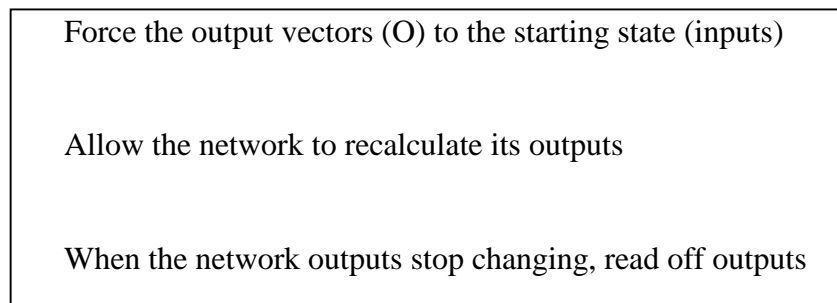 Force the output vectors (O) to the starting state (inputs)
Allow the network to recalculate its outputs
When the network outputs stop changing, read off outputs